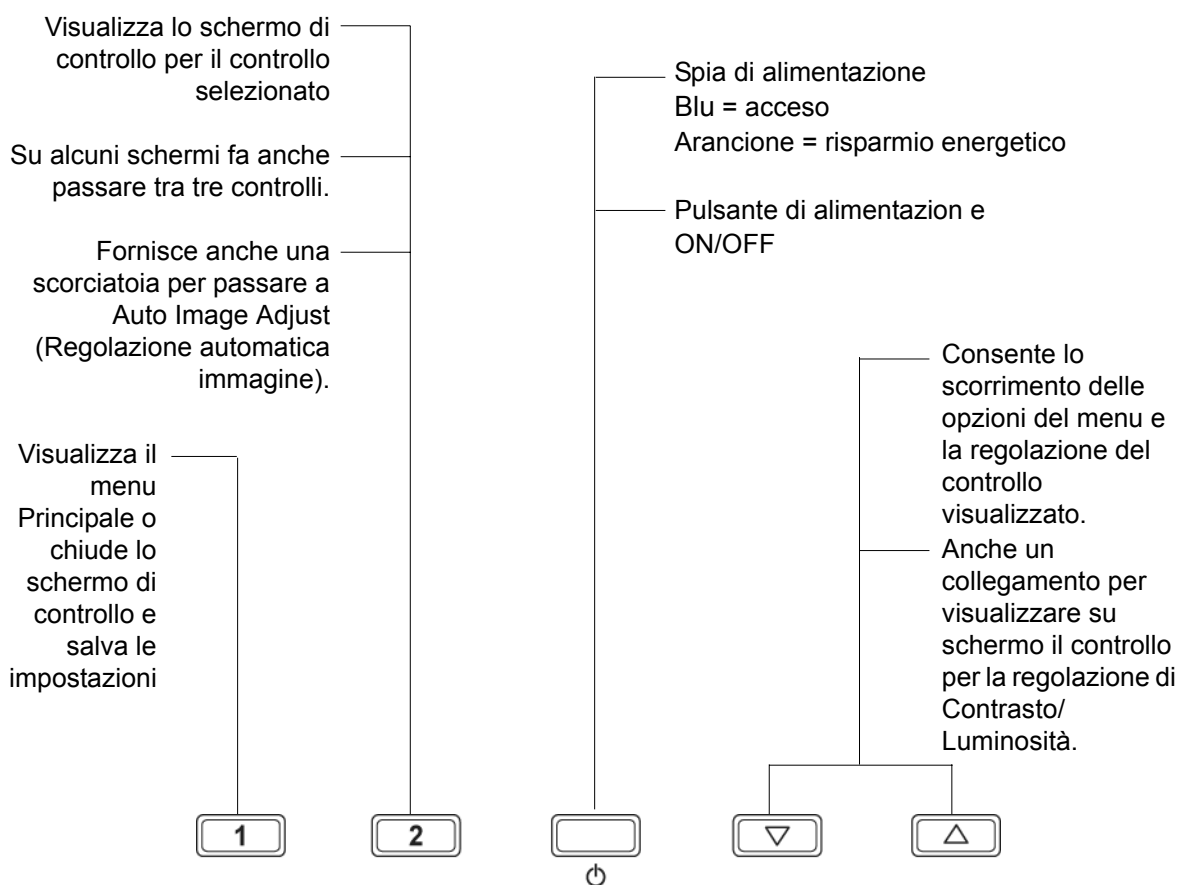 Visualizza lo schermo di
controllo per il controllo
selezionato
Su alcuni schermi fa anche
passare tra tre controlli.
Fornisce anche una
scorciatoia per passare a
Auto Image Adjust
(Regolazione automatica
immagine).
Visualizza il
menu
Principale o
chiude lo
schermo di
controllo e
salva le
impostazioni
Spia di alimentazione
Blu = acceso
Arancione = risparmio energetico
Pulsante di alimentazion e
ON/OFF
Consente lo
scorrimento delle
opzioni del menu e
la regolazione del
controllo
visualizzato.
Anche un
collegamento per
visualizzare su
schermo il controllo
per la regolazione di
Contrasto/
Luminosità.
1
2